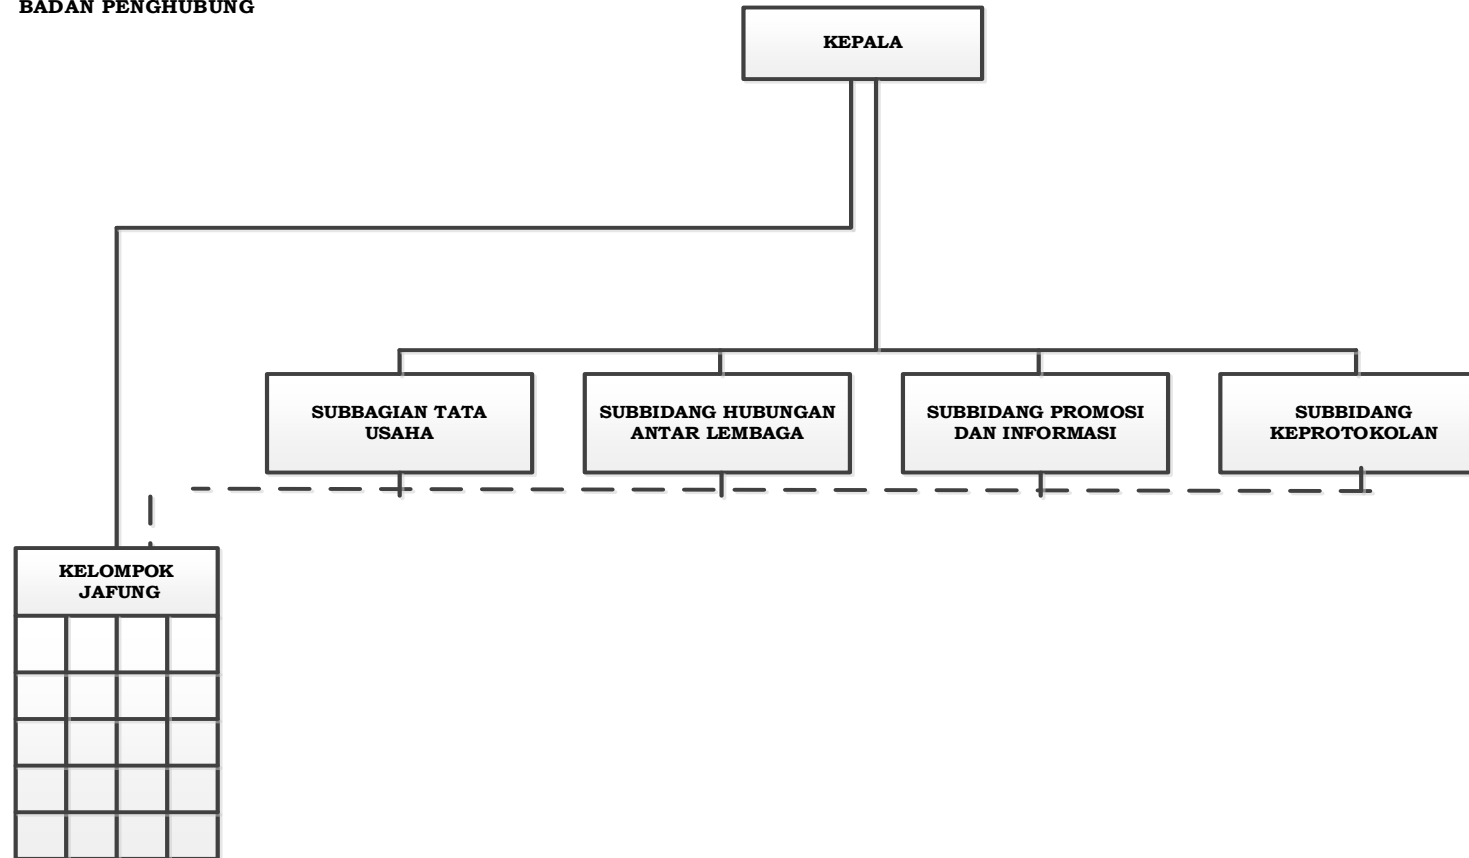 BADAN PENGHUBUNG
KEPALA
SUBBAGIAN TATA
USAHA
SUBBIDANG HUBUNGAN
ANTAR LEMBAGA
SUBBIDANG PROMOSI
DAN INFORMASI
SUBBIDANG
KEPROTOKOLAN
KELOMPOK
JAFUNG